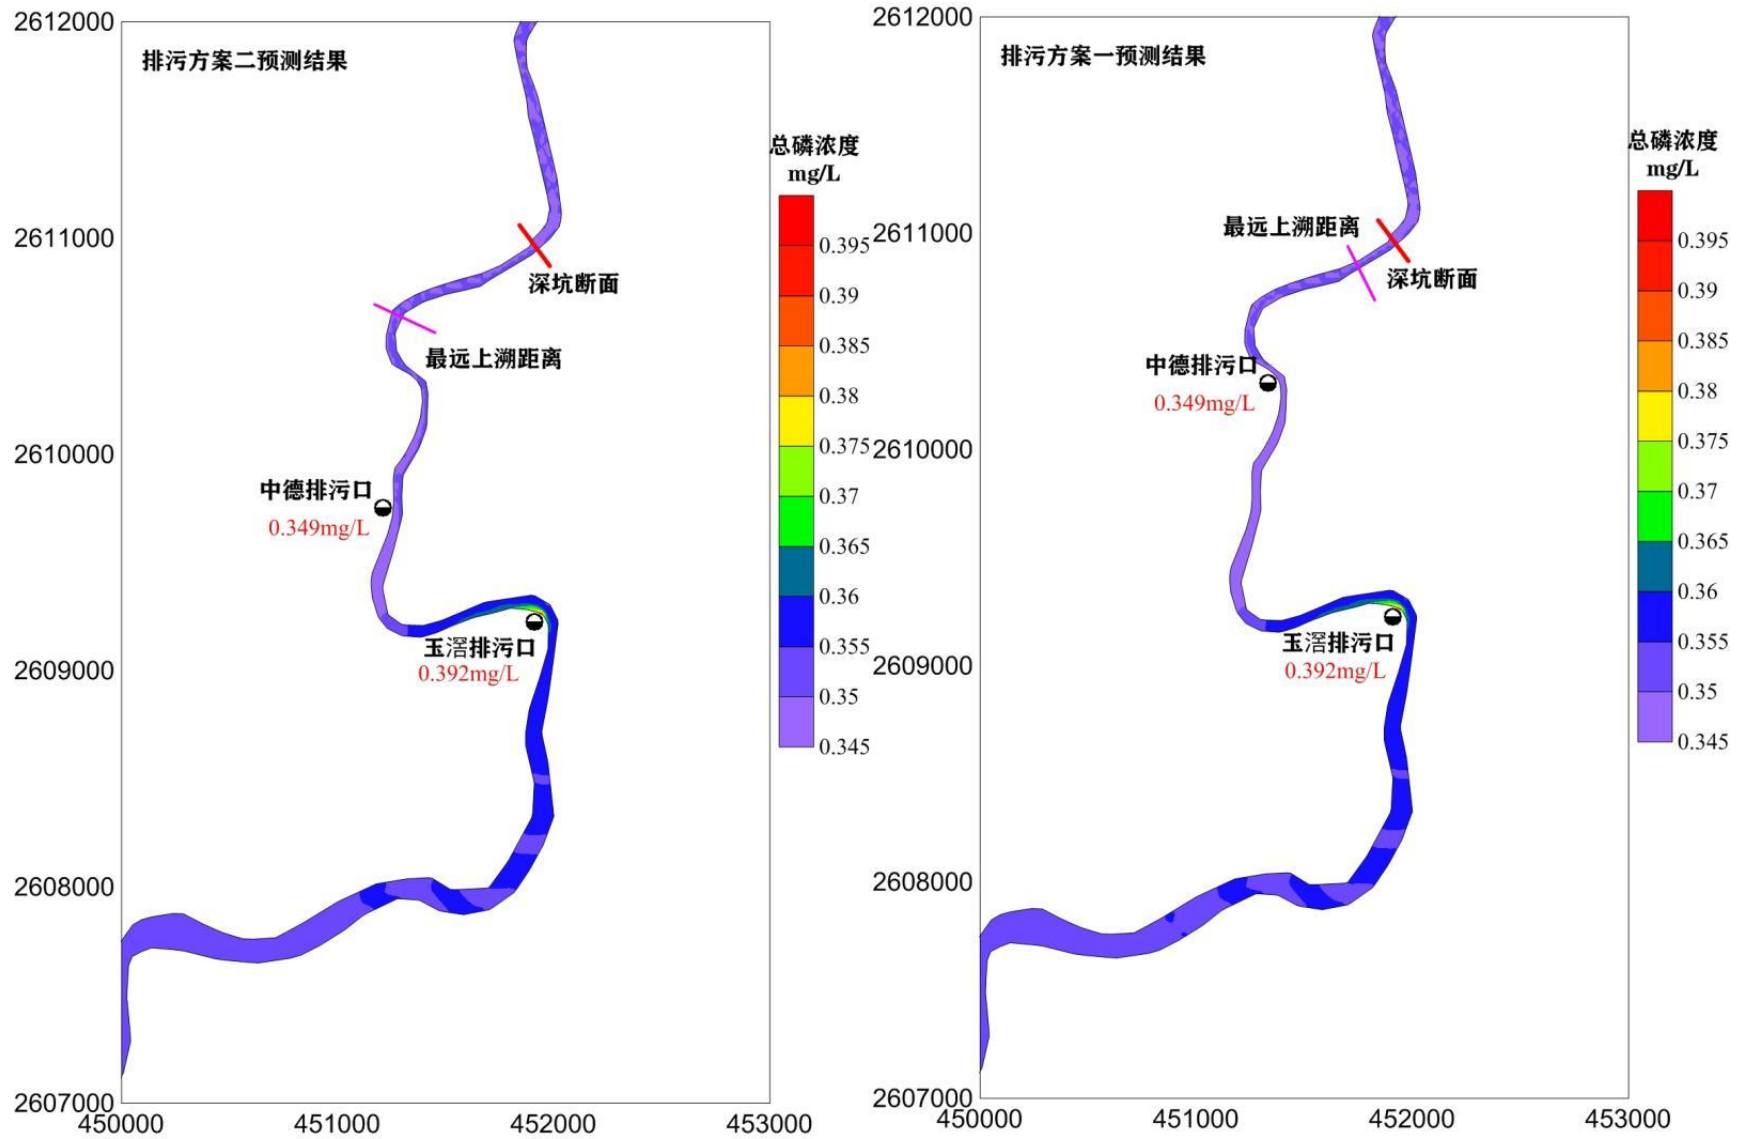 排污方案二预测结果
2612000
2611000
2610000
2609000
2608000
2607000
450000
451000
452000
453000
深坑断面
最远上溯距离
中德排污口
0.349mg/L
玉滘排污口
0.392mg/L
总磷浓度
mg/L
0.395
0.39
0.385
0.38
0.375
0.37
0.365
0.36
0.355
0.35
0.345
排污方案一预测结果
2612000
2611000
2610000
2609000
2608000
2607000
450000
451000
452000
453000
最远上溯距离
深坑断面
中德排污口
0.349mg/L
玉滘排污口
0.392mg/L
总磷浓度
mg/L
0.395
0.39
0.385
0.38
0.375
0.37
0.365
0.36
0.355
0.35
0.345